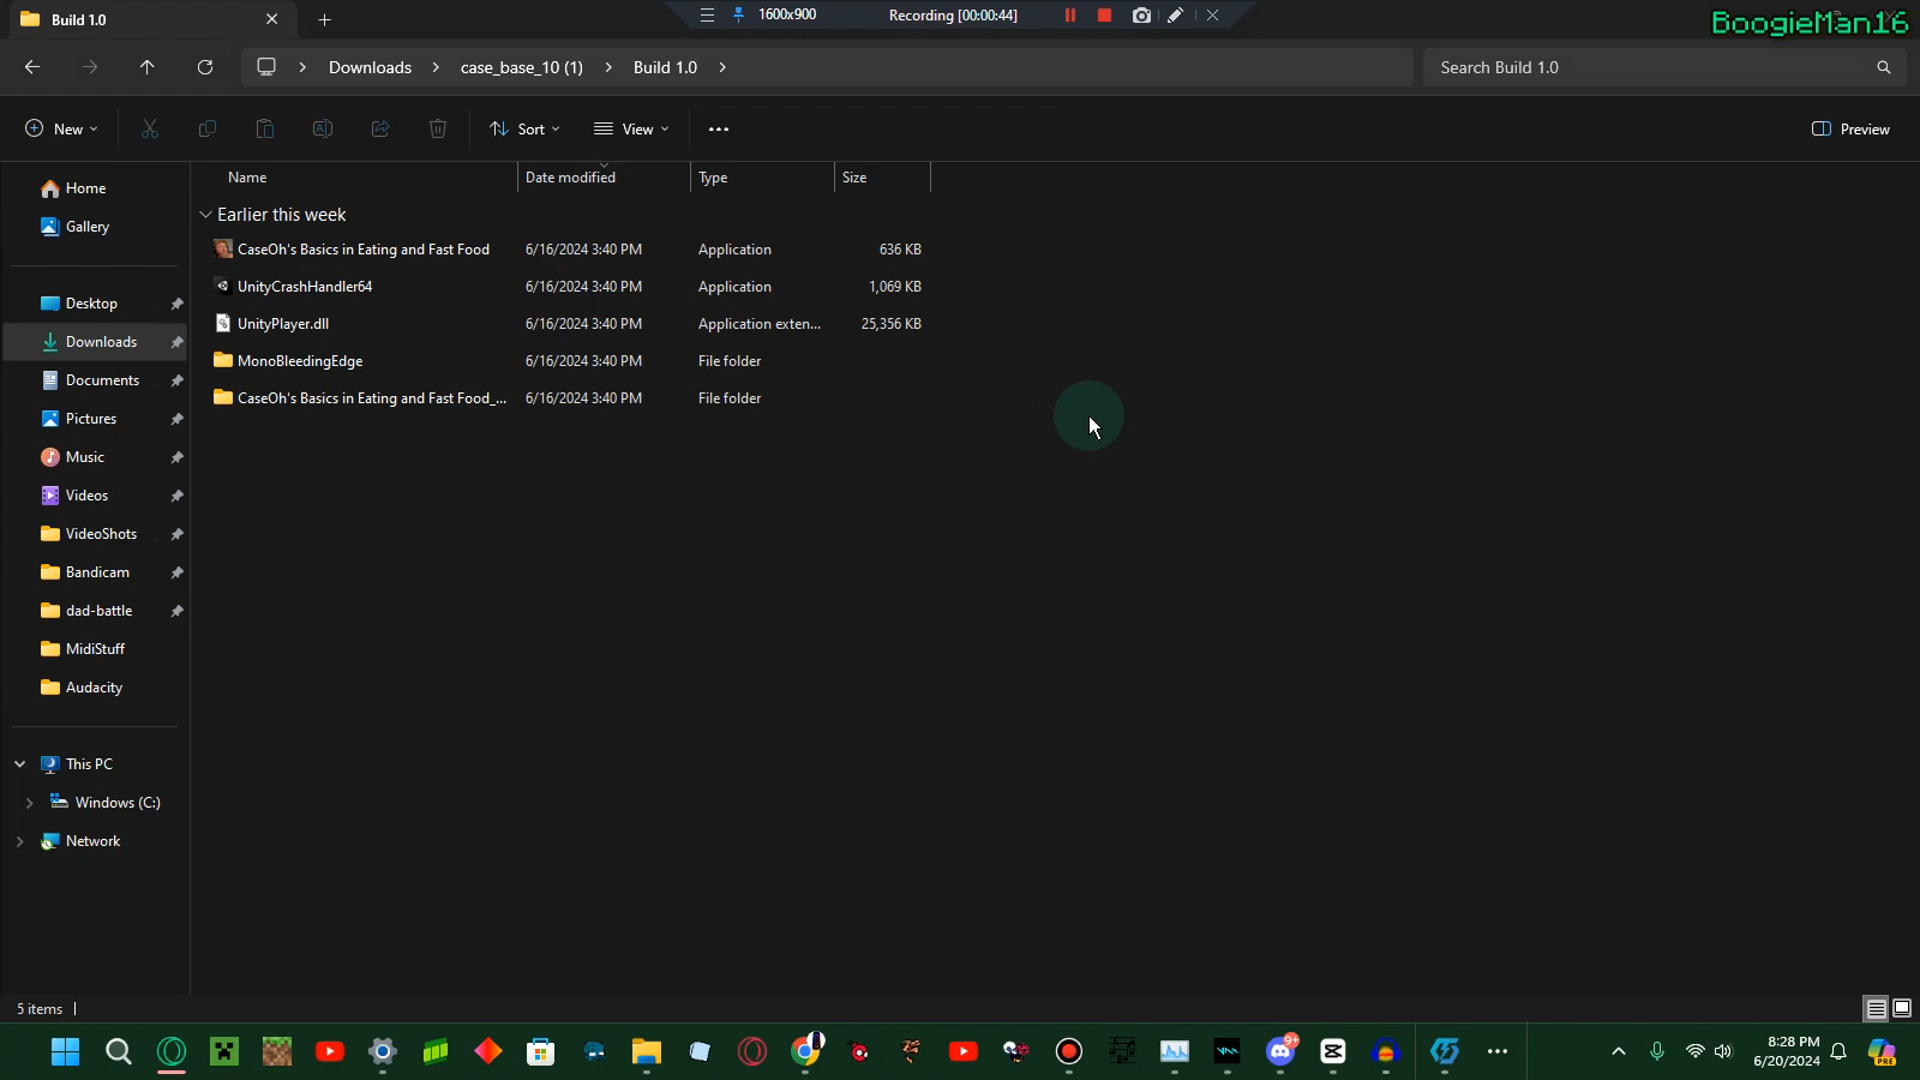 Build 1.0
1600x900
Recording [00:00:44]
BoogieMan16
Downloads
case_base_10 (1)
Build 1.0
Search Build 1.0
New
Sort
View
Preview
Name
Date modified
Type
Size
Home
Gallery
Desktop
Downloads
Documents
Pictures
Music
Videos
VideoShots
Bandicam
dad-battle
MidiStuff
Audacity
This PC
Windows (C:)
Network
Earlier this week
CaseOh's Basics in Eating and Fast Food 6/16/2024 3:40 PM Application 636 KB
UnityCrashHandler64 6/16/2024 3:40 PM Application 1,069 KB
UnityPlayer.dll 6/16/2024 3:40 PM Application exten... 25,356 KB
MonoBleedingEdge 6/16/2024 3:40 PM File folder
CaseOh's Basics in Eating and Fast Food_... 6/16/2024 3:40 PM File folder
5 items
9+
8:28 PM
6/20/2024
PRE